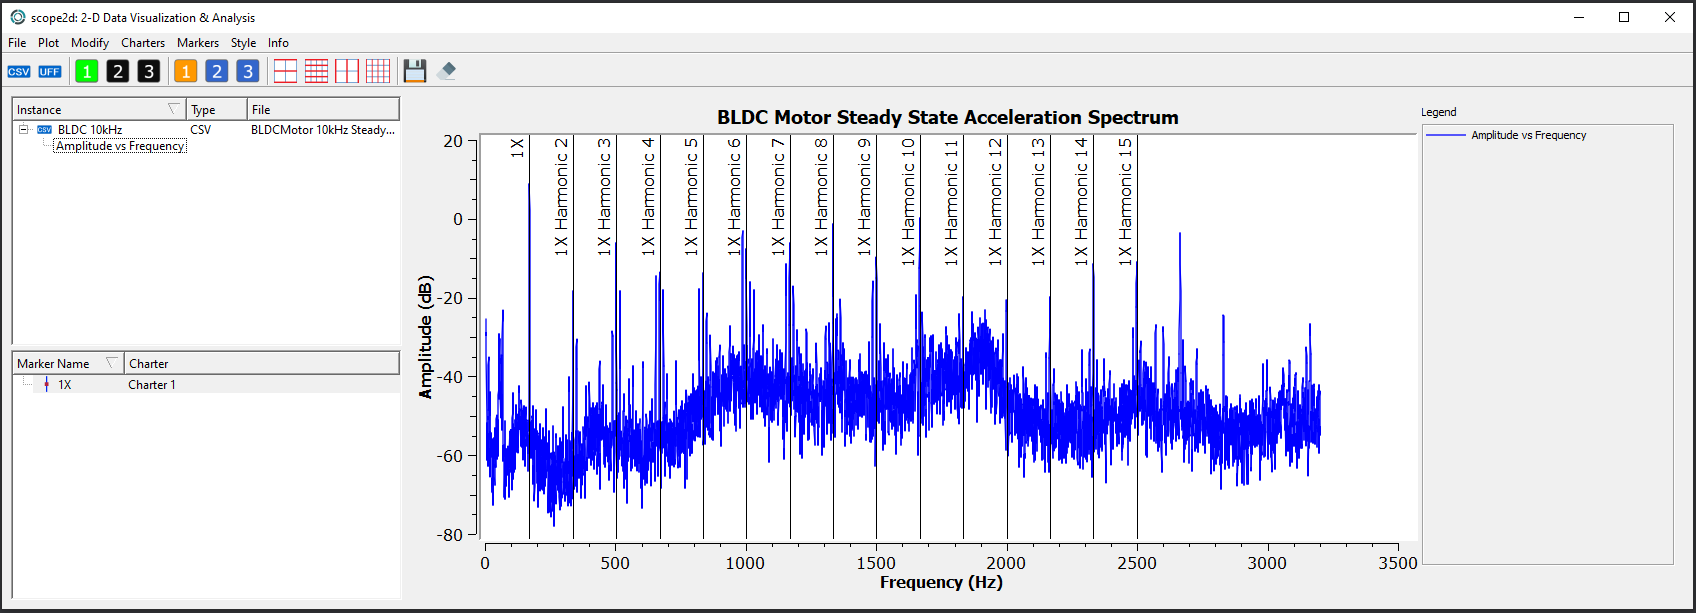 scope2d: 2-D Data Visualization & Analysis
File Plot Modify Charters Markers Style Info
CSV UFF 1 2 3 1 2 3
Instance Type File
CSV BLDC 10kHz CSV BLDCMotor 10kHz Steady...
Amplitude vs Frequency
Marker Name Charter
1X Charter 1
BLDC Motor Steady State Acceleration Spectrum
Amplitude (dB)
20
0
-20
-40
-60
-80
1X
1X Harmonic 2
1X Harmonic 3
1X Harmonic 4
1X Harmonic 5
1X Harmonic 6
1X Harmonic 7
1X Harmonic 8
1X Harmonic 9
1X Harmonic 10
1X Harmonic 11
1X Harmonic 12
1X Harmonic 13
1X Harmonic 14
1X Harmonic 15
0 500 1000 1500 2000 2500 3000 3500
Frequency (Hz)
Legend
Amplitude vs Frequency